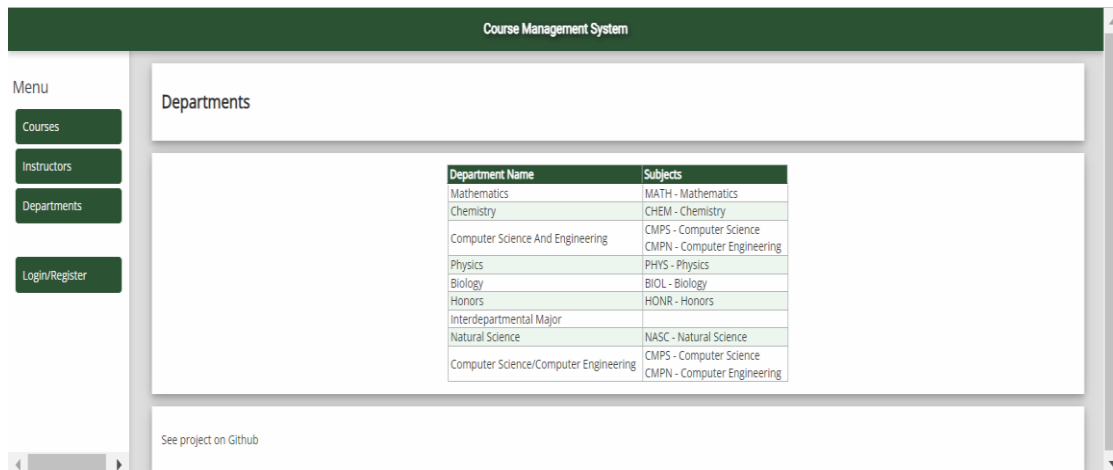 Course Management System
Menu
Courses
Instructors
Departments
Login/Register
Departments
Department Name Subjects
Mathematics MATH - Mathematics
Chemistry CHEM - Chemistry
Computer Science And Engineering CMPS - Computer Science
CMPN - Computer Engineering
Physics PHYS - Physics
Biology BIOL - Biology
Honors HONR - Honors
Interdepartmental Major
Natural Science NASC - Natural Science
Computer Science/Computer Engineering CMPS - Computer Science
CMPN - Computer Engineering
See project on Github